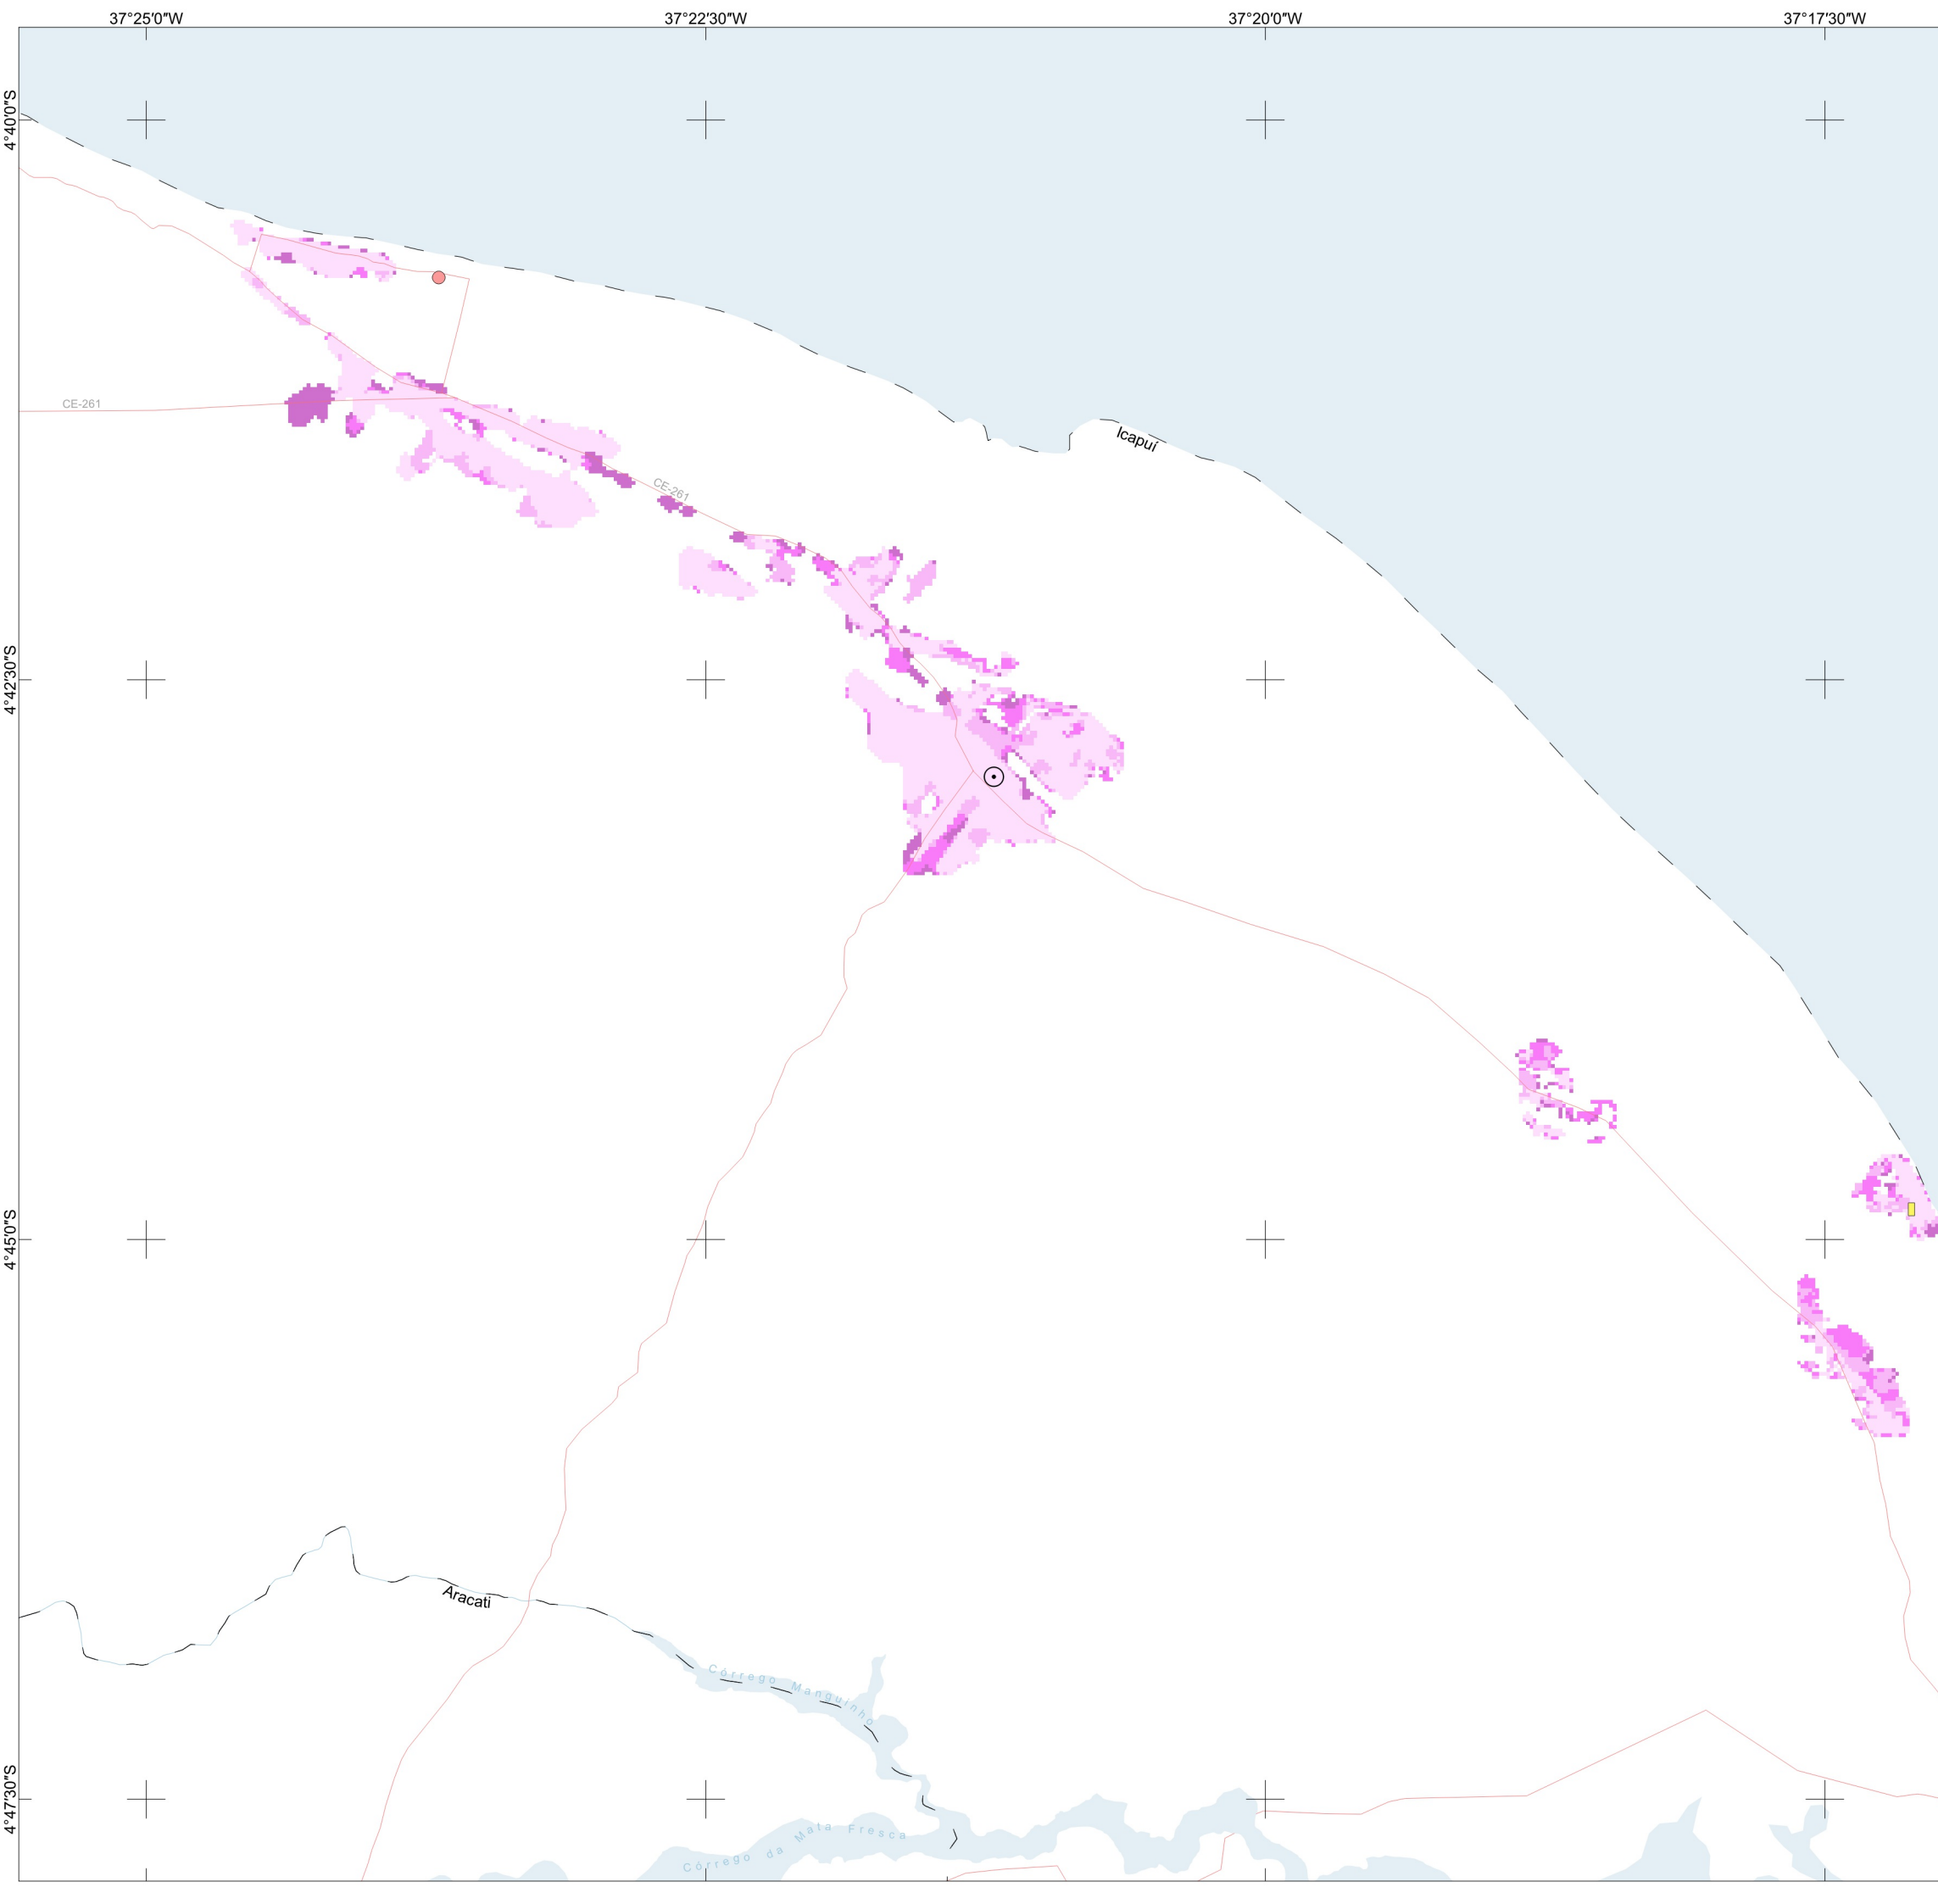 37°25'0"W
37°22'30"W
37°20'0"W
37°17'30"W
4°40'0"S
CE-261
Icapuí
CE-261
4°42'30"S
4°45'0"S
Aracati
Córrego Manguinho
4°47'30"S
Córrego da Mata Fresca